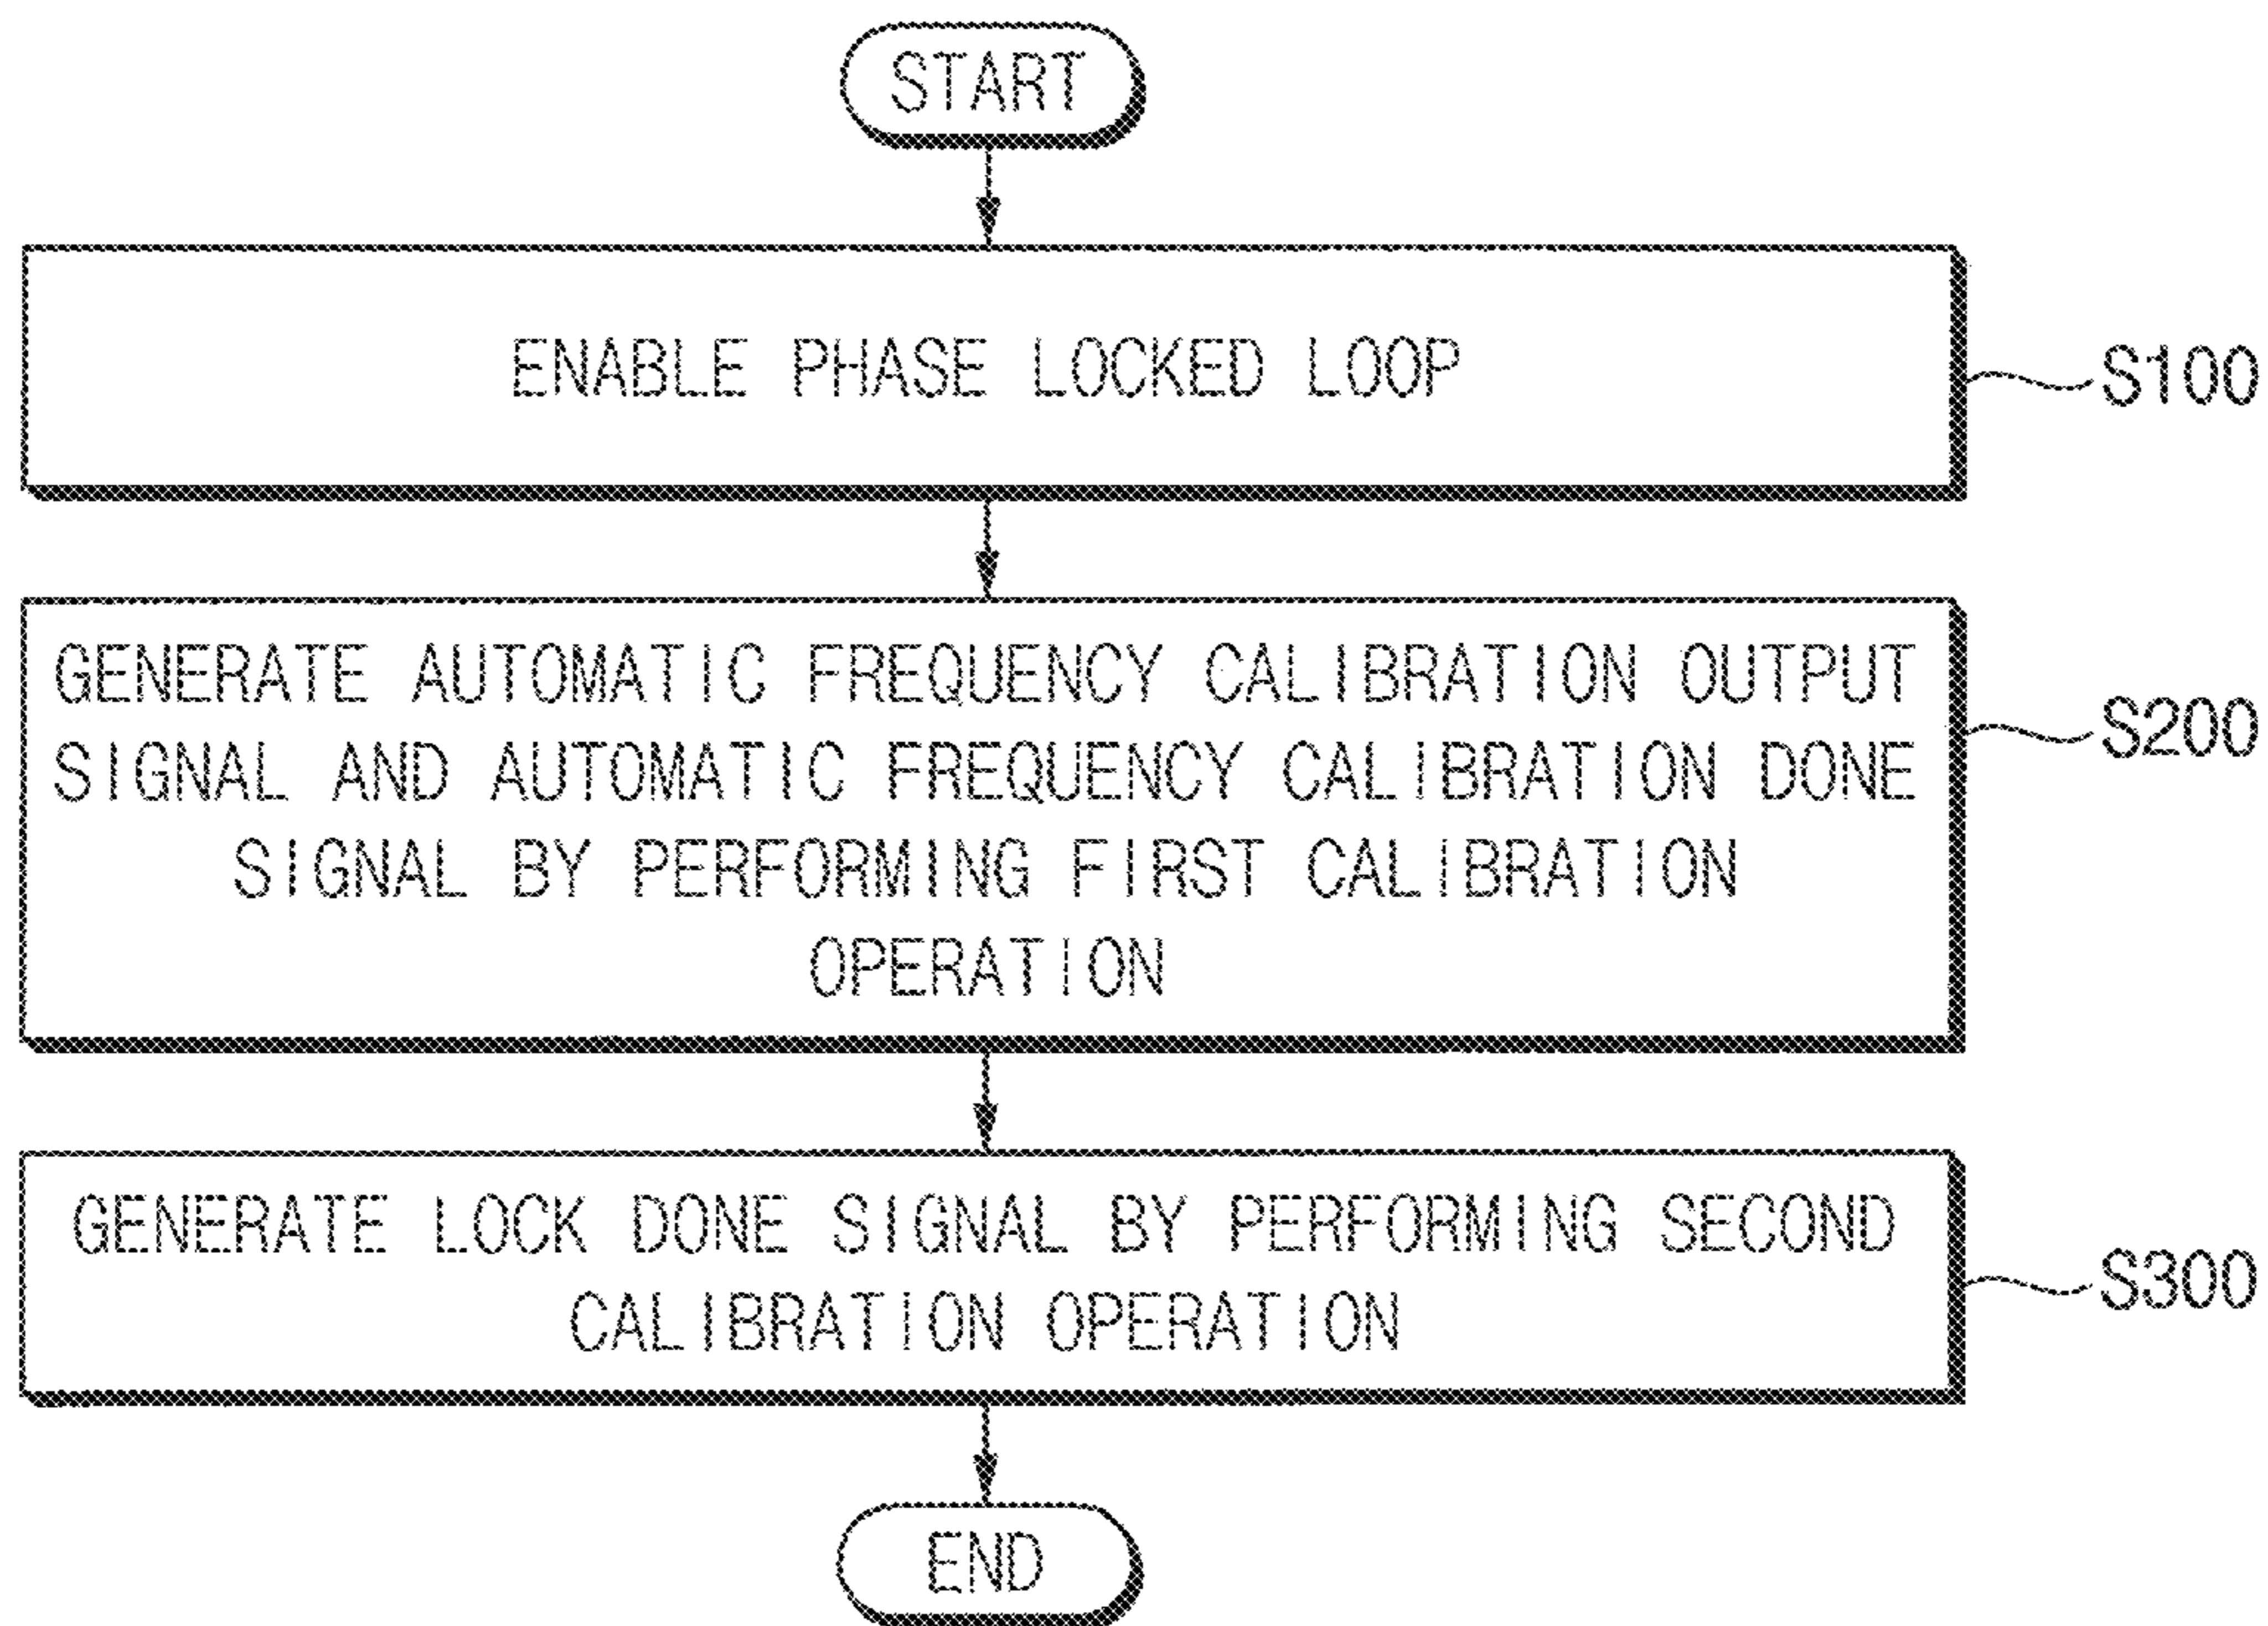 START
ENABLE PHASE LOCKED LOOP
S100
GENERATE AUTOMATIC FREQUENCY CALIBRATION OUTPUT
SIGNAL AND AUTOMATIC FREQUENCY CALIBRATION DONE
SIGNAL BY PERFORMING FIRST CALIBRATION
OPERATION
S200
GENERATE LOCK DONE SIGNAL BY PERFORMING SECOND
CALIBRATION OPERATION
S300
END